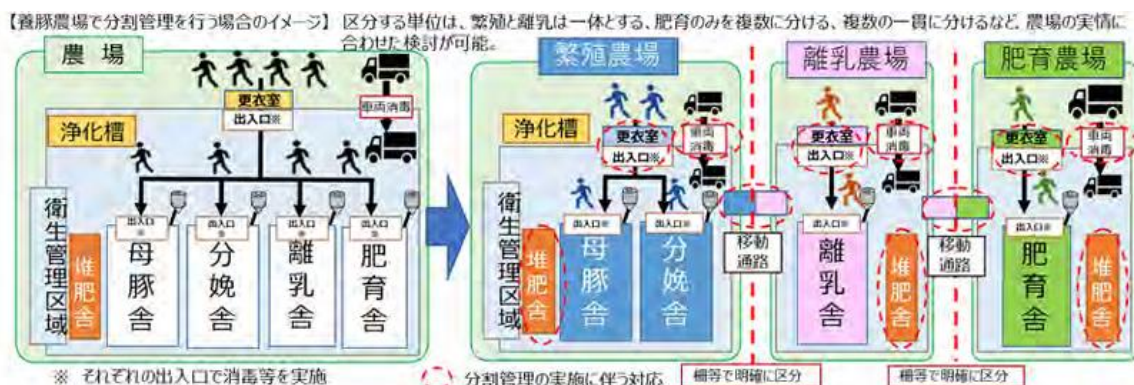 【養豚農場で分割管理を行う場合のイメージ】 区分する単位は、繁殖と離乳は一体とする、肥育のみを複数に分ける、複数の一貫に分けるなど、農場の実情に
合わせた検討が可能。
農場
更衣室
出入口※
車両消毒
浄化槽
衛生管理区域
堆肥舎
出入口※
母豚舎
出入口※
分娩舎
出入口※
離乳舎
出入口※
肥育舎
※ それぞれの出入口で消毒等を実施
繁殖農場
更衣室
出入口※
車両
消毒
浄化槽
衛生管理区域
堆肥舎
出入口※
母豚舎
出入口※
分娩舎
移動
通路
離乳農場
更衣室
出入口※
車両
消毒
出入口※
離乳舎
堆肥舎
移動
通路
肥育農場
更衣室
出入口※
車両
消毒
出入口※
肥育舎
堆肥舎
分割管理の実施に伴う対応
柵等で明確に区分
柵等で明確に区分